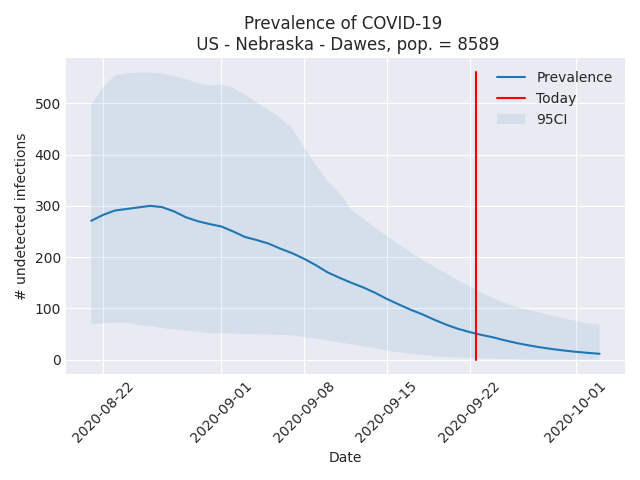 Prevalence of COVID-19
US - Nebraska - Dawes, pop. = 8589
Prevalence
Today
95CI
# undetected infections
500
400
300
200
100
0
2020-08-22
2020-09-01
2020-09-08
2020-09-15
2020-09-22
2020-10-01
Date